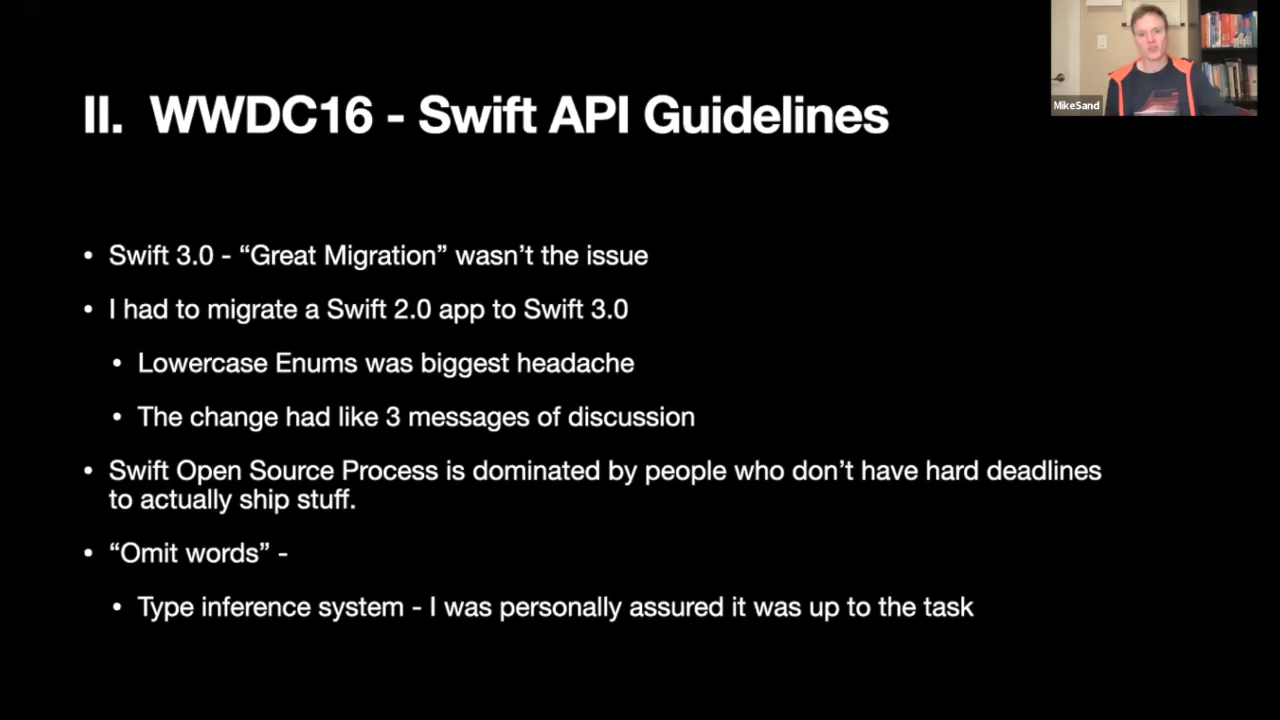 II. WWDC16 - Swift API Guidelines
MikeSand
• Swift 3.0 - “Great Migration” wasn’t the issue
• I had to migrate a Swift 2.0 app to Swift 3.0
• Lowercase Enums was biggest headache
• The change had like 3 messages of discussion
• Swift Open Source Process is dominated by people who don’t have hard deadlines
to actually ship stuff.
• “Omit words” -
• Type inference system - I was personally assured it was up to the task